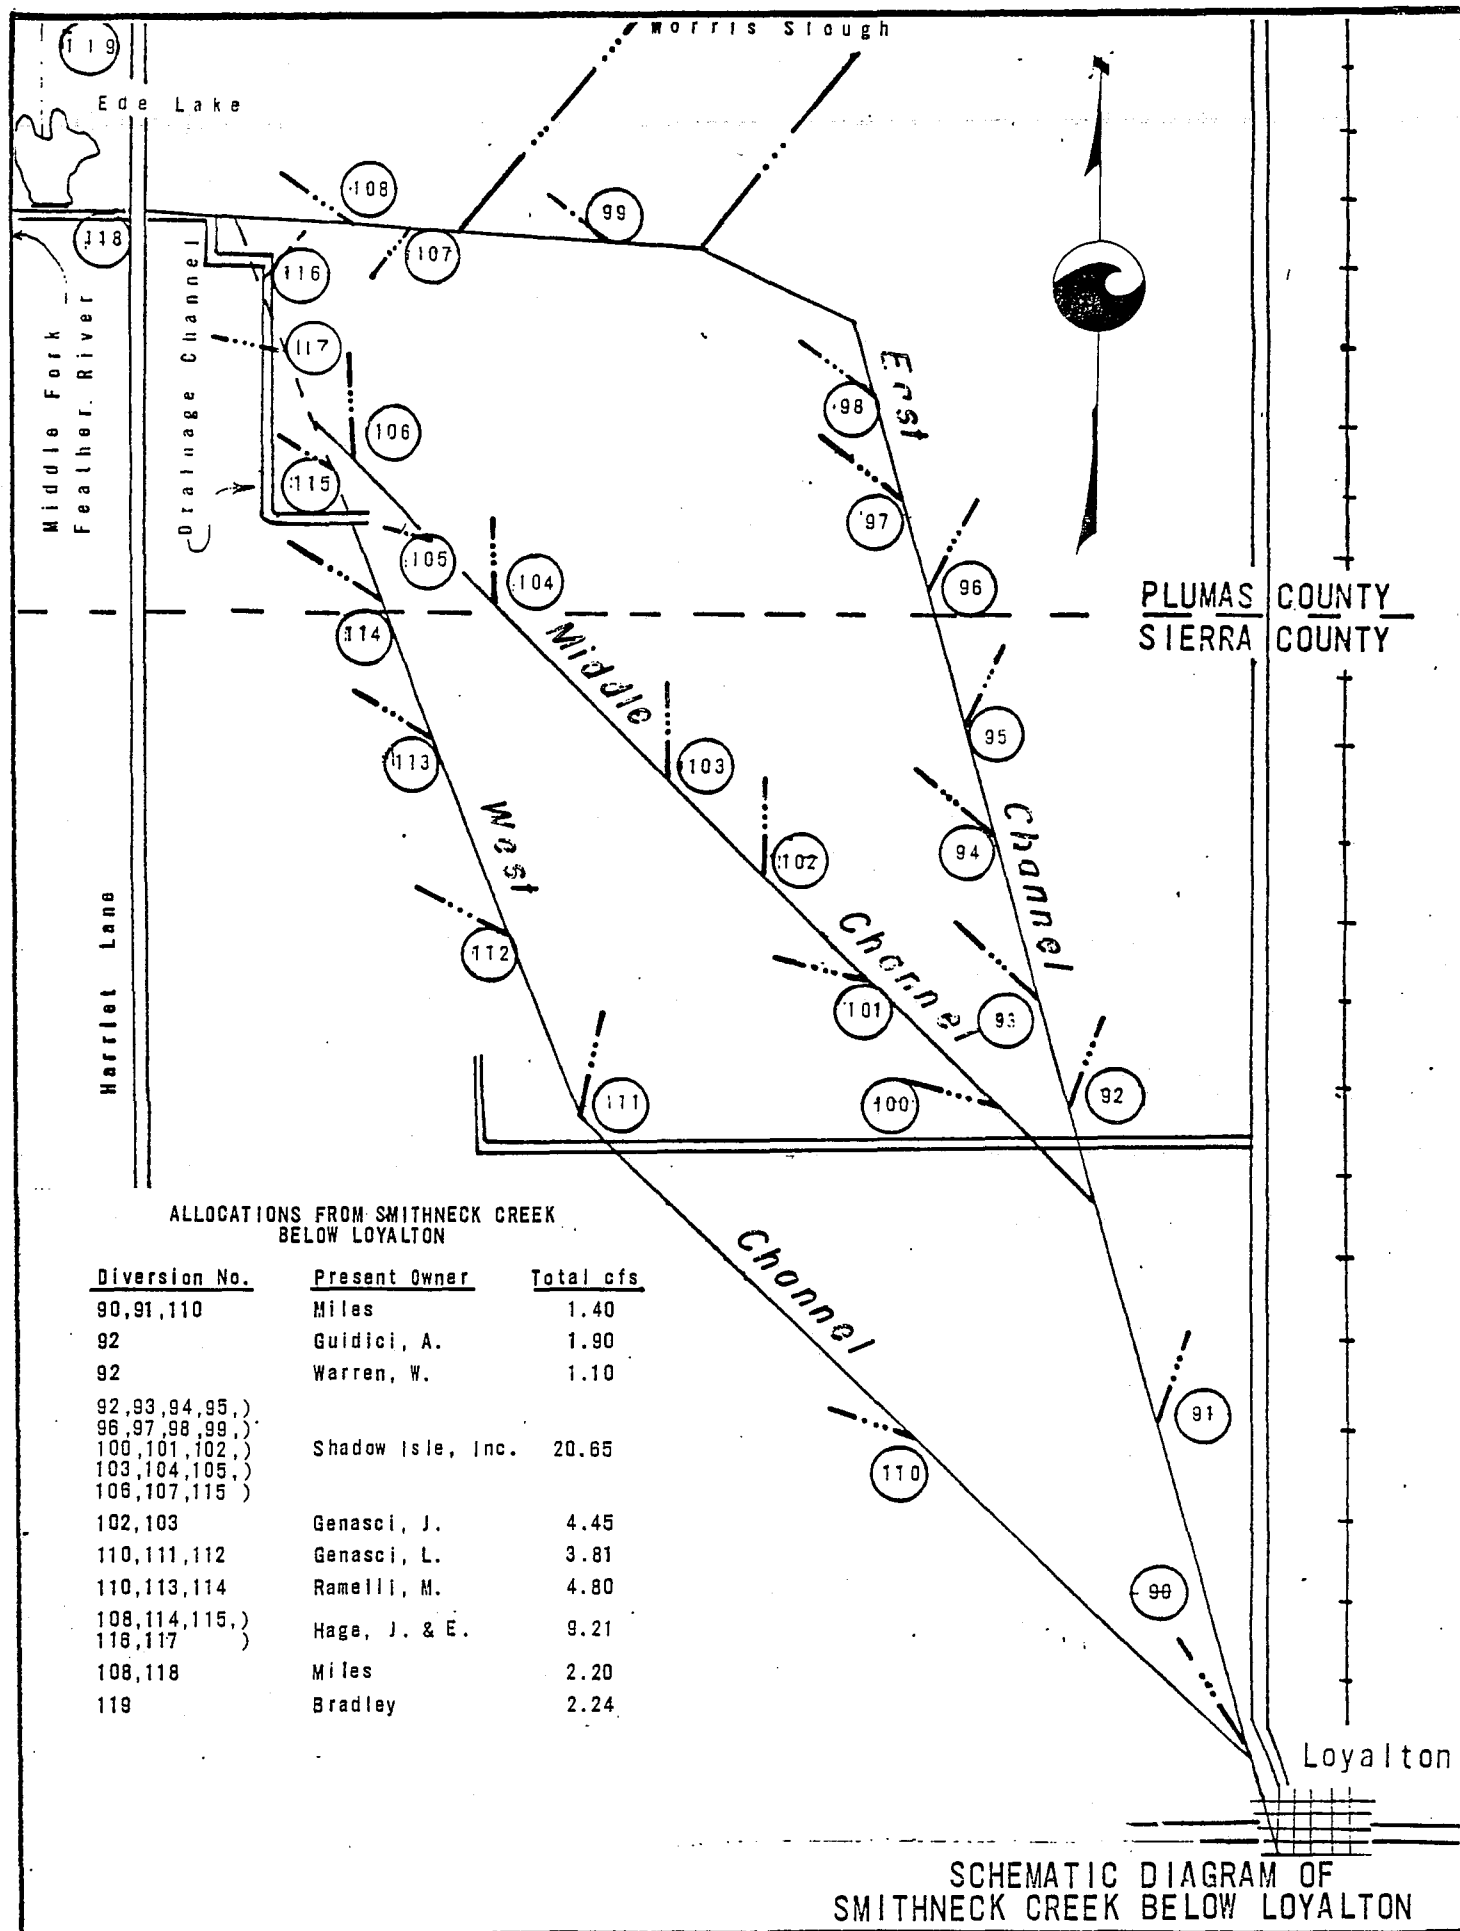 Morris Slough
119
Ede Lake
108
99
118
107
116
Middle Fork
Feather River
Drainage Channel
117
106
98
East
115
97
105
104
96
PLUMAS COUNTY
SIERRA COUNTY
114
Middle
95
113
103
West
102
94
Channel
Channel
112
101
93
Harriet Lane
111
100
92
ALLOCATIONS FROM SMITHNECK CREEK
BELOW LOYALTON
Channel
Diversion No. Present Owner Total cfs
90,91,110 Miles 1.40
92 Guidici, A. 1.90
92 Warren, W. 1.10
92,93,94,95,)
96,97,98,99,)
100,101,102,) Shadow Isle, Inc. 20.65
103,104,105,)
106,107,115 )
102,103 Genasci, J. 4.45
110,111,112 Genasci, L. 3.81
110,113,114 Ramelli, M. 4.80
108,114,115,)
116,117 ) Hage, J. & E. 9.21
108,118 Miles 2.20
119 Bradley 2.24
91
110
90
Loyalton
SCHEMATIC DIAGRAM OF
SMITHNECK CREEK BELOW LOYALTON